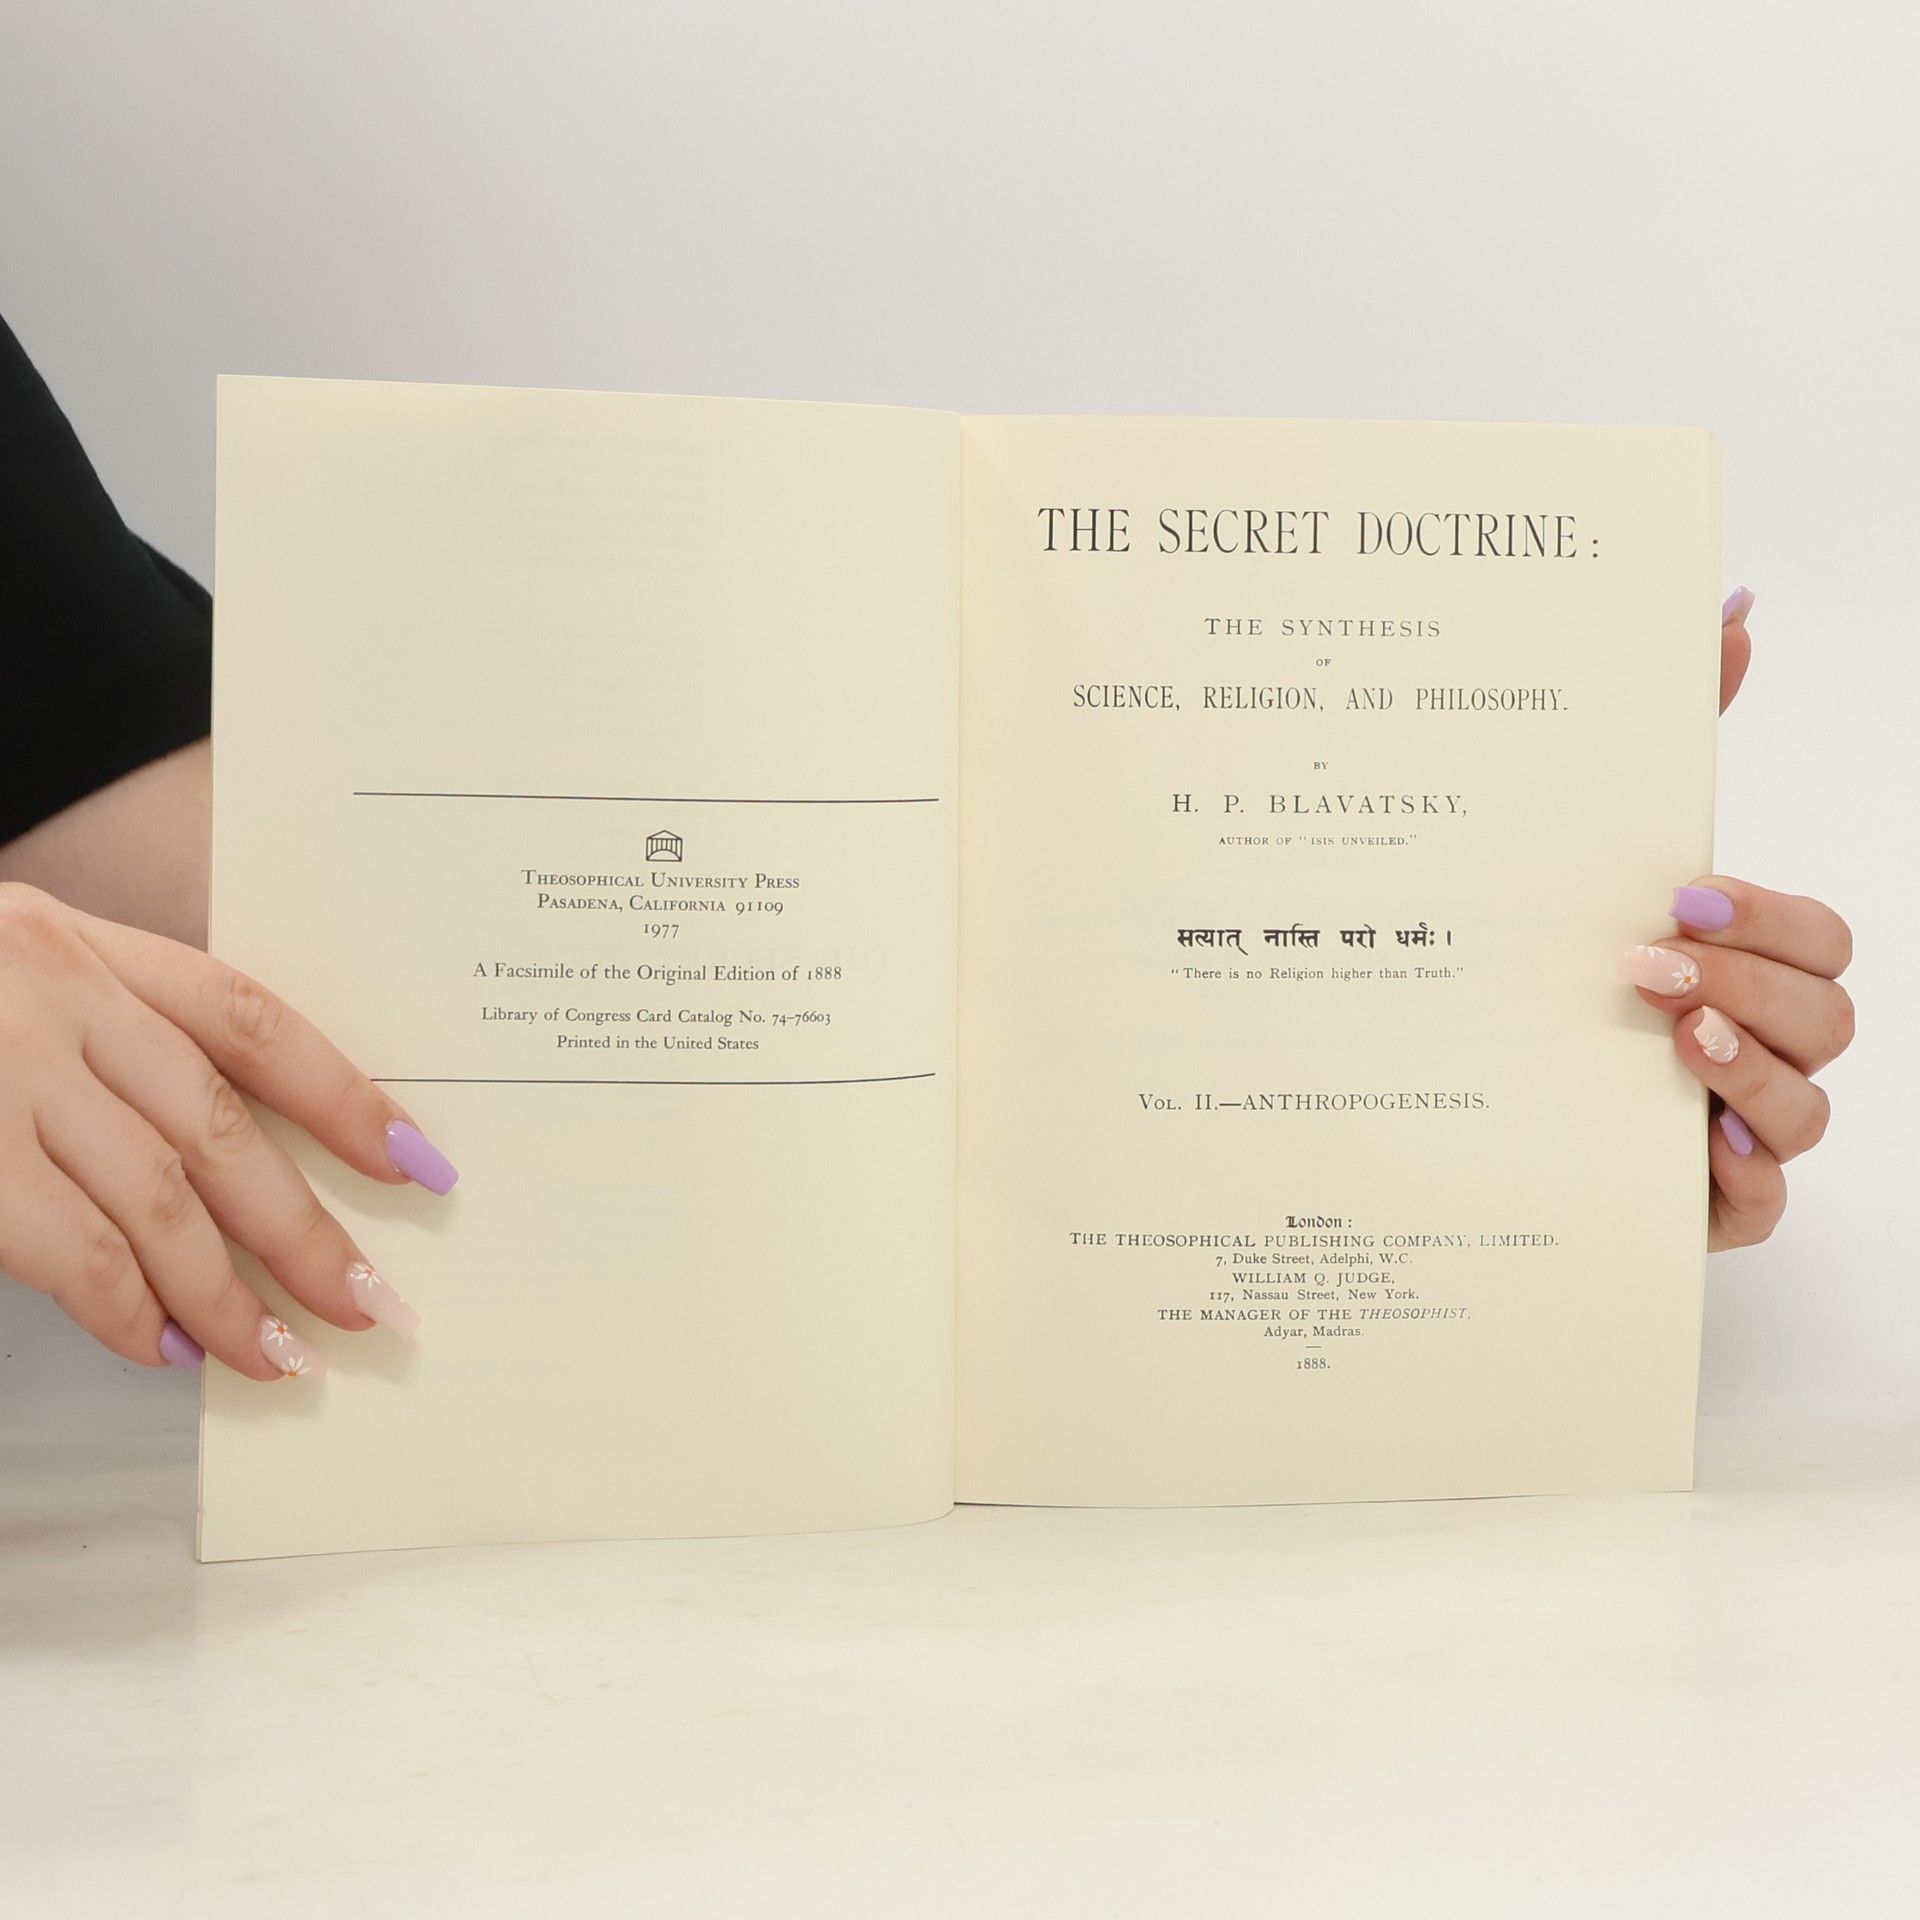 THEOSOPHICAL UNIVERSITY PRESS
PASADENA, CALIFORNIA 91109
1977
A Facsimile of the Original Edition of 1888
Library of Congress Card Catalog No. 74–76603
Printed in the United States
THE SECRET DOCTRINE:
THE SYNTHESIS
OF
SCIENCE, RELIGION, AND PHILOSOPHY.
BY
H. P. BLAVATSKY,
AUTHOR OF "ISIS UNVEILED."
सत्यात् नास्ति परो धर्मः।
"There is no Religion higher than Truth."
VOL. II.—ANTHROPOGENESIS.
London:
THE THEOSOPHICAL PUBLISHING COMPANY, LIMITED.
7, Duke Street, Adelphi, W.C.
WILLIAM Q. JUDGE,
117, Nassau Street, New York.
THE MANAGER OF THE THEOSOPHIST,
Adyar, Madras.
1888.